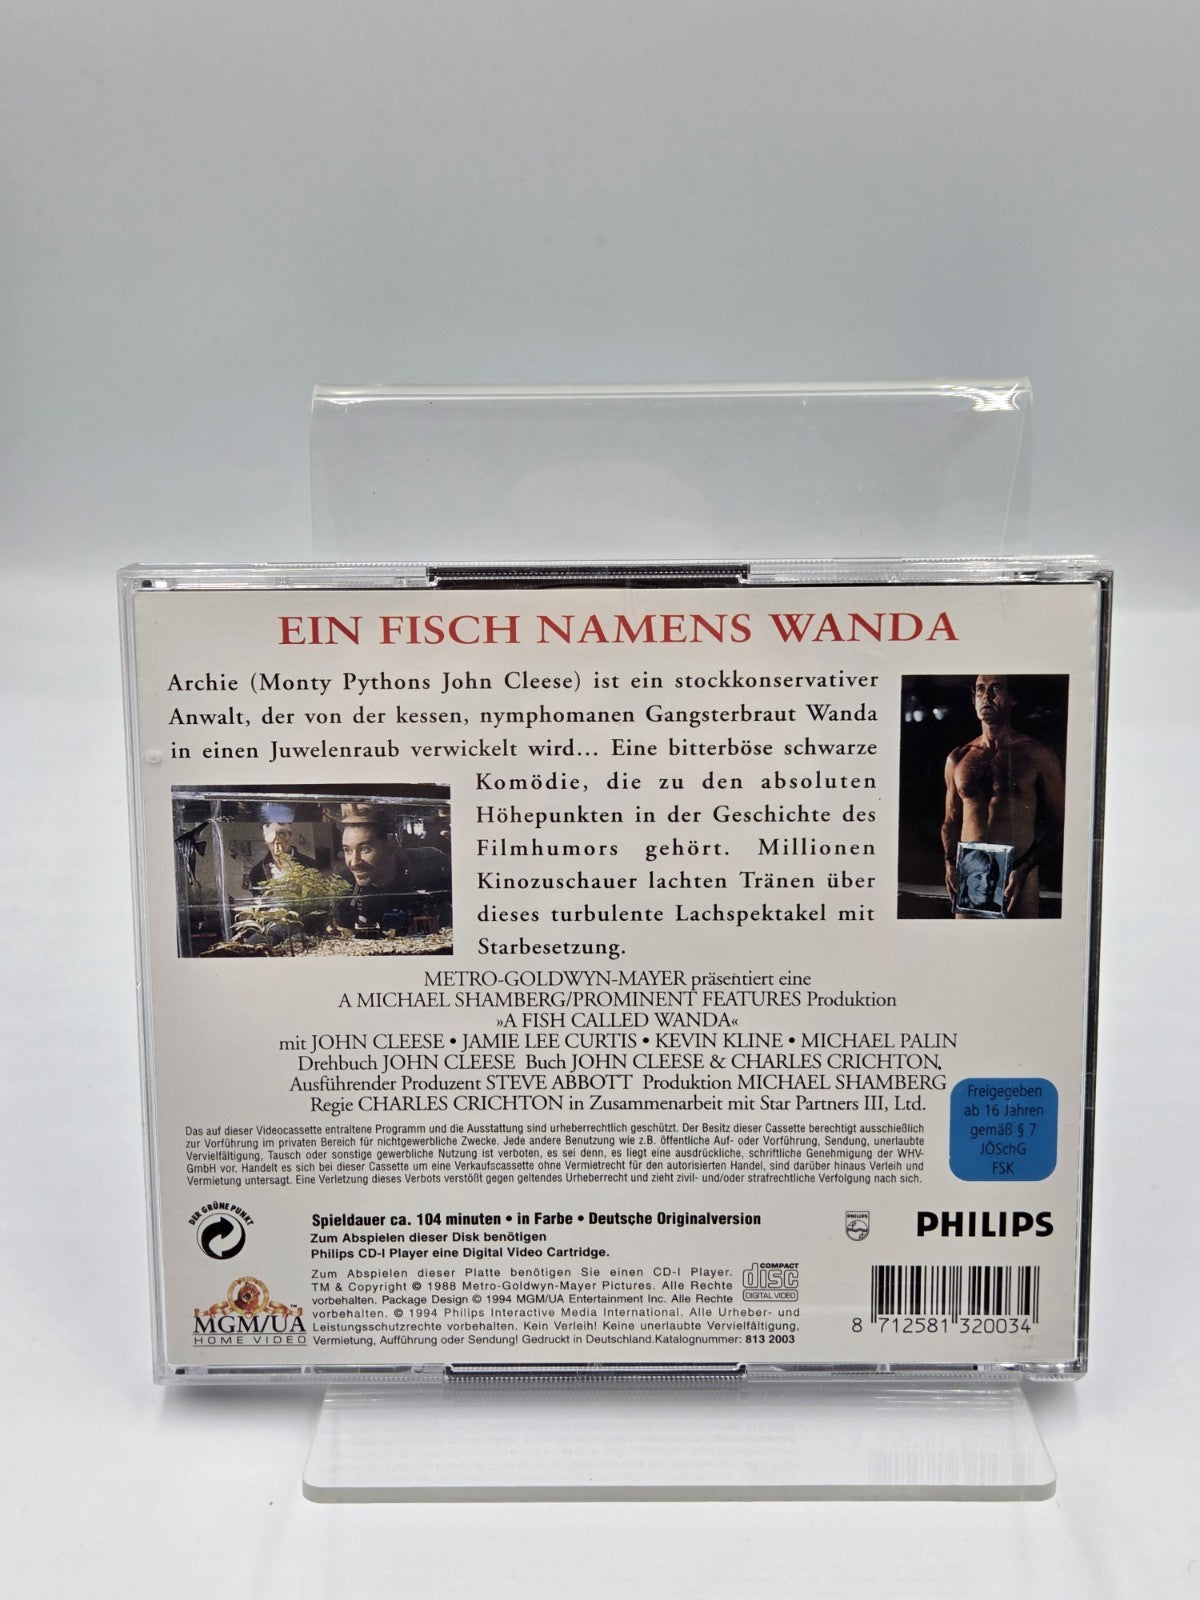 EIN FISCH NAMENS WANDA
Archie (Monty Pythons John Cleese) ist ein stockkonservativer
Anwalt, der von der kessen, nymphomanen Gangsterbraut Wanda
in einen Juwelenraub verwickelt wird... Eine bitterböse schwarze
Komödie, die zu den absoluten
Höhepunkten in der Geschichte des
Filmhumors gehört. Millionen
Kinozuschauer lachten Tränen über
dieses turbulente Lachspektakel mit
Starbesetzung.
METRO-GOLDWYN-MAYER präsentiert eine
A MICHAEL SHAMBERG/PROMINENT FEATURES Produktion
»A FISH CALLED WANDA«
mit JOHN CLEESE • JAMIE LEE CURTIS • KEVIN KLINE • MICHAEL PALIN
Drehbuch JOHN CLEESE Buch JOHN CLEESE & CHARLES CRICHTON,
Ausführender Produzent STEVE ABBOTT Produktion MICHAEL SHAMBERG
Regie CHARLES CRICHTON in Zusammenarbeit mit Star Partners III, Ltd.
Freigegeben
ab 16 Jahren
gemäß § 7
JÖSchG
FSK
Das auf dieser Videocassette entraltene Programm und die Ausstattung sind urheberrechtlich geschützt. Der Besitz dieser Cassette berechtigt ausschließlich
zur Vorführung im privaten Bereich für nichtgewerbliche Zwecke. Jede andere Benutzung wie z.B. öffentliche Auf- oder Vorführung, Sendung, unerlaubte
Vervielfältigung, Tausch oder sonstige gewerbliche Nutzung ist verboten, es sei denn, es liegt eine ausdrückliche, schriftliche Genehmigung der WHV-
GmbH vor. Handelt es sich bei dieser Cassette um eine Verkaufscassette ohne Vermietrecht für den autorisierten Handel, sind darüber hinaus Verleih und
Vermietung untersagt. Eine Verletzung dieses Verbots verstößt gegen geltendes Urheberrecht und zieht zivil- und/oder strafrechtliche Verfolgung nach sich.
DER GRÜNE PUNKT
Spieldauer ca. 104 minuten • in Farbe • Deutsche Originalversion
Zum Abspielen dieser Disk benötigen
Philips CD-I Player eine Digital Video Cartridge.
PHILIPS
PHILIPS
Zum Abspielen dieser Platte benötigen Sie einen CD-I Player.
TM & Copyright © 1988 Metro-Goldwyn-Mayer Pictures. Alle Rechte
vorbehalten. Package Design © 1994 MGM/UA Entertainment Inc. Alle Rechte
vorbehalten. © 1994 Philips Interactive Media International. Alle Urheber- und
Leistungsschutzrechte vorbehalten. Kein Verleih! Keine unerlaubte Vervielfältigung,
Vermietung, Aufführung oder Sendung! Gedruckt in Deutschland.Katalognummer: 813 2003
COMPACT
disc
DIGITAL VIDEO
MGM/UA
HOME VIDEO
8 712581 320034